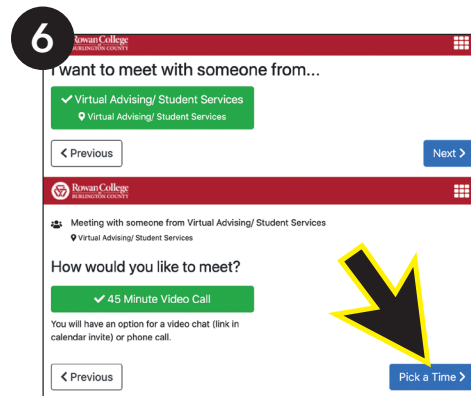 6
Rowan College
BURLINGTON COUNTY
I want to meet with someone from...
Virtual Advising/ Student Services
Virtual Advising/ Student Services
Previous
Next
Rowan College
BURLINGTON COUNTY
Meeting with someone from Virtual Advising/ Student Services
Virtual Advising/ Student Services
How would you like to meet?
45 Minute Video Call
You will have an option for a video chat (link in
calendar invite) or phone call.
Previous
Pick a Time